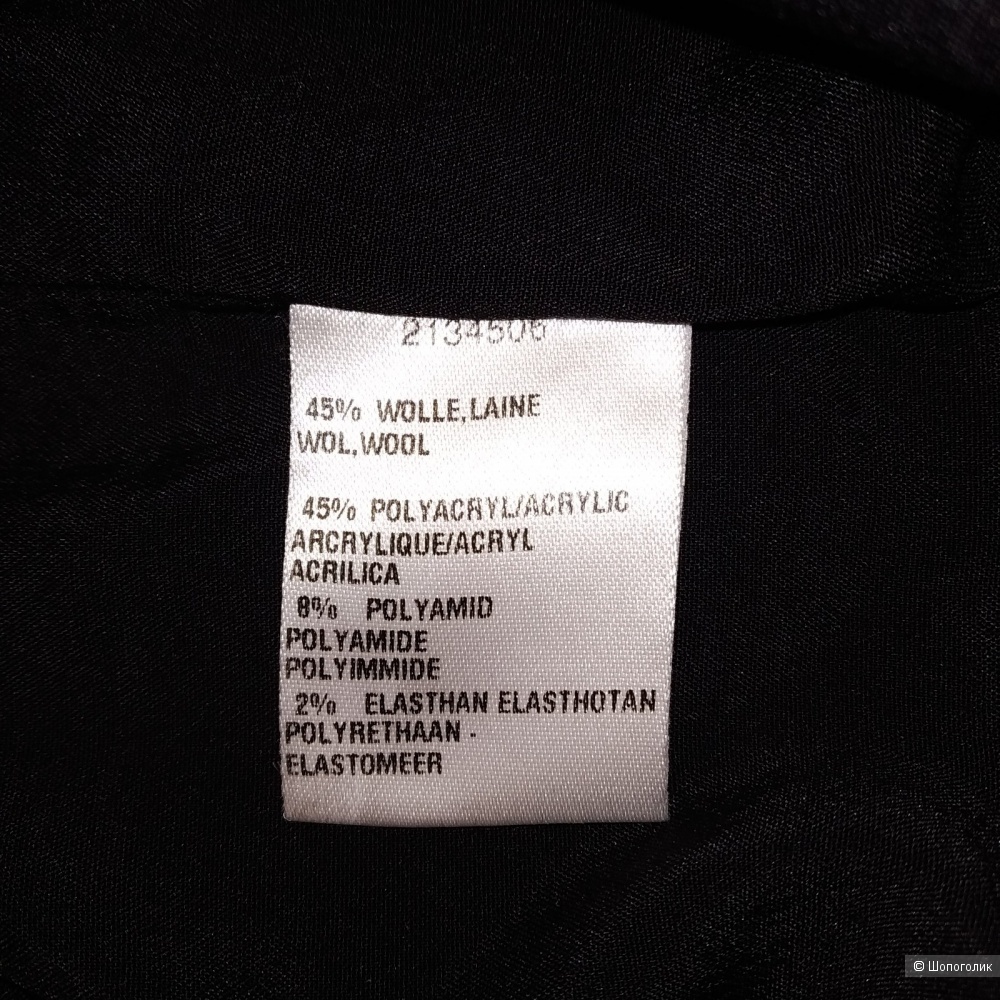 2134506
45% WOLLE,LAINE
WOL,WOOL
45% POLYACRYL/ACRYLIC
ARCRYLIQUE/ACRYL
ACRILICA
8% POLYAMID
POLYAMIDE
POLYIMMIDE
2% ELASTHAN ELASTHOTAN
POLYRETHAAN -
ELASTOMEER
© Шопоголик